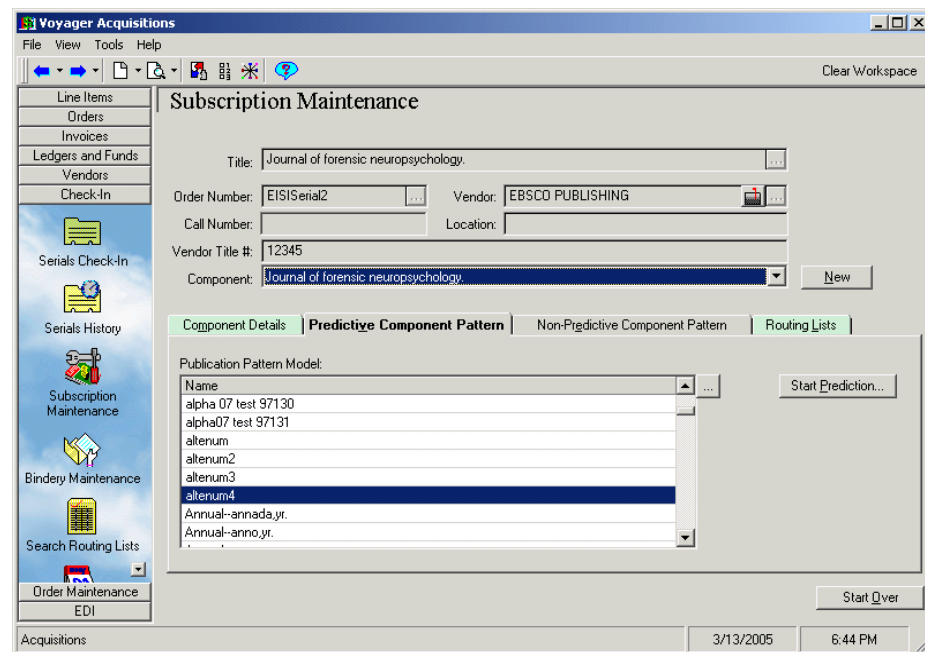 Voyager Acquisitions
File View Tools Help
Clear Workspace
Line Items
Orders
Invoices
Ledgers and Funds
Vendors
Check-In
Serials Check-In
Serials History
Subscription
Maintenance
Bindery Maintenance
Search Routing Lists
Order Maintenance
EDI
Subscription Maintenance
Title: Journal of forensic neuropsychology. ...
Order Number: EISISerial2 ... Vendor: EBSCO PUBLISHING ...
Call Number: Location:
Vendor Title #: 12345
Component: Journal of forensic neuropsychology. New
Component Details Predictive Component Pattern Non-Predictive Component Pattern Routing Lists
Publication Pattern Model:
Name ... Start Prediction...
alpha 07 test 97130
alpha07 test 97131
altenum
altenum2
altenum3
altenum4
Annual--annada,yr.
Annual--anno,yr.
Start Over
Acquisitions 3/13/2005 6:44 PM